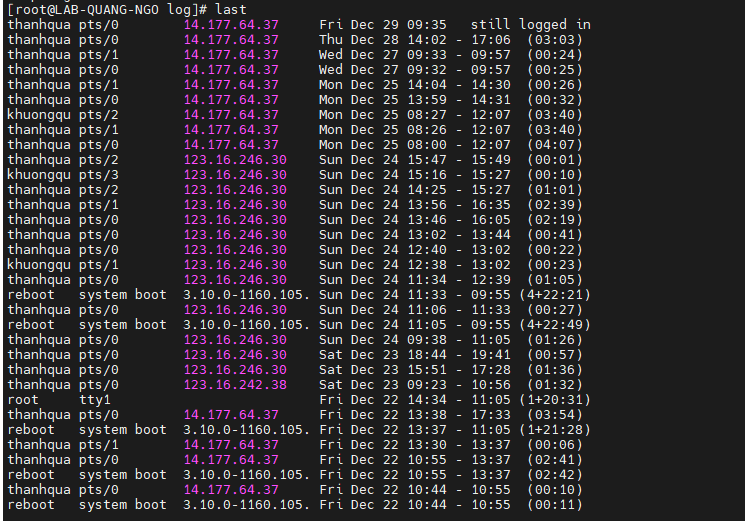 [root@LAB-QUANG-NGO log]# last
thanhqua pts/0        14.177.64.37     Fri Dec 29 09:35   still logged in
thanhqua pts/0        14.177.64.37     Thu Dec 28 14:02 - 17:06  (03:03)
thanhqua pts/1        14.177.64.37     Wed Dec 27 09:33 - 09:57  (00:24)
thanhqua pts/0        14.177.64.37     Wed Dec 27 09:32 - 09:57  (00:25)
thanhqua pts/1        14.177.64.37     Mon Dec 25 14:04 - 14:30  (00:26)
thanhqua pts/0        14.177.64.37     Mon Dec 25 13:59 - 14:31  (00:32)
khuongqu pts/2        14.177.64.37     Mon Dec 25 08:27 - 12:07  (03:40)
thanhqua pts/1        14.177.64.37     Mon Dec 25 08:26 - 12:07  (03:40)
thanhqua pts/0        14.177.64.37     Mon Dec 25 08:00 - 12:07  (04:07)
thanhqua pts/2        123.16.246.30    Sun Dec 24 15:47 - 15:49  (00:01)
khuongqu pts/3        123.16.246.30    Sun Dec 24 15:16 - 15:27  (00:10)
thanhqua pts/2        123.16.246.30    Sun Dec 24 14:25 - 15:27  (01:01)
thanhqua pts/1        123.16.246.30    Sun Dec 24 13:56 - 16:35  (02:39)
thanhqua pts/0        123.16.246.30    Sun Dec 24 13:46 - 16:05  (02:19)
thanhqua pts/0        123.16.246.30    Sun Dec 24 13:02 - 13:44  (00:41)
thanhqua pts/0        123.16.246.30    Sun Dec 24 12:40 - 13:02  (00:22)
khuongqu pts/1        123.16.246.30    Sun Dec 24 12:38 - 13:02  (00:23)
thanhqua pts/0        123.16.246.30    Sun Dec 24 11:34 - 12:39  (01:05)
reboot   system boot  3.10.0-1160.105. Sun Dec 24 11:33 - 09:55 (4+22:21)
thanhqua pts/0        123.16.246.30    Sun Dec 24 11:06 - 11:33  (00:27)
reboot   system boot  3.10.0-1160.105. Sun Dec 24 11:05 - 09:55 (4+22:49)
thanhqua pts/0        123.16.246.30    Sun Dec 24 09:38 - 11:05  (01:26)
thanhqua pts/0        123.16.246.30    Sat Dec 23 18:44 - 19:41  (00:57)
thanhqua pts/0        123.16.246.30    Sat Dec 23 15:51 - 17:28  (01:36)
thanhqua pts/0        123.16.242.38    Sat Dec 23 09:23 - 10:56  (01:32)
root     tty1                          Fri Dec 22 14:34 - 11:05 (1+20:31)
thanhqua pts/0        14.177.64.37     Fri Dec 22 13:38 - 17:33  (03:54)
reboot   system boot  3.10.0-1160.105. Fri Dec 22 13:37 - 11:05 (1+21:28)
thanhqua pts/1        14.177.64.37     Fri Dec 22 13:30 - 13:37  (00:06)
thanhqua pts/0        14.177.64.37     Fri Dec 22 10:55 - 13:37  (02:41)
reboot   system boot  3.10.0-1160.105. Fri Dec 22 10:55 - 13:37  (02:42)
thanhqua pts/0        14.177.64.37     Fri Dec 22 10:44 - 10:55  (00:10)
reboot   system boot  3.10.0-1160.105. Fri Dec 22 10:44 - 10:55  (00:11)